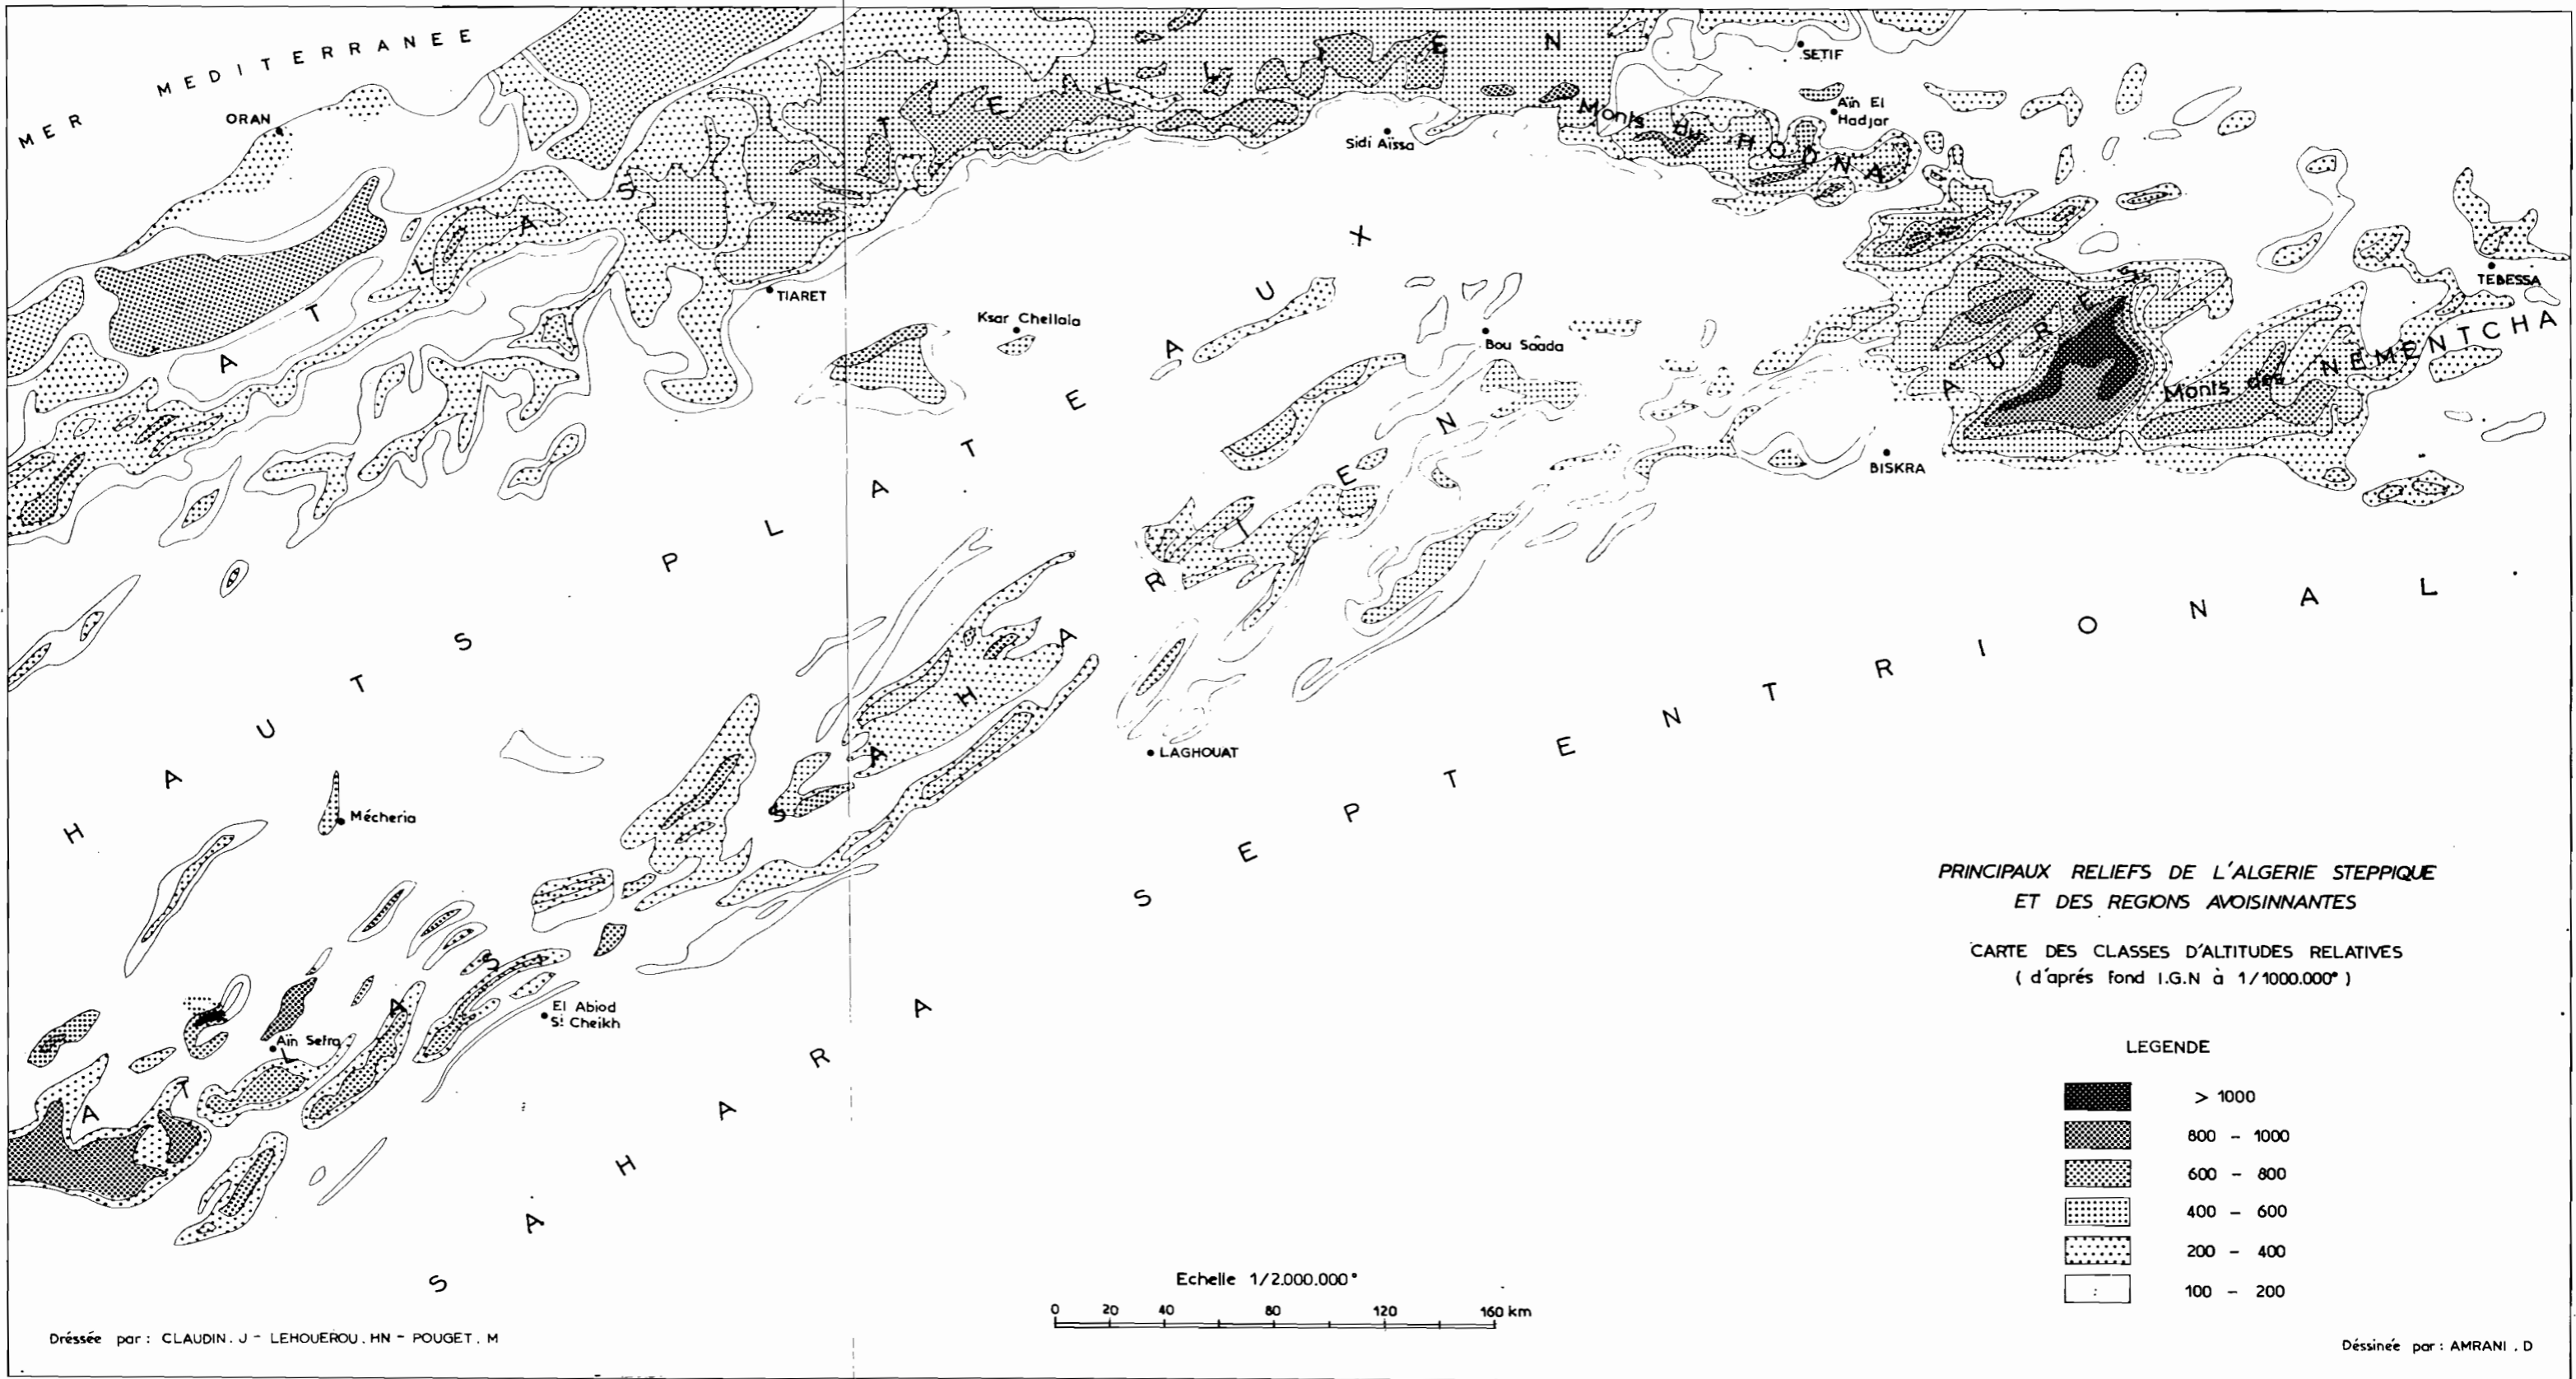 MER MEDITERRANEE
ORAN
SETIF
Aïn El
Hadjar
Sidi Aïssa
Monts du HODNA
ATLAS TELLIEN
TIARET
Ksar Chellala
Bou Saâda
TEBESSA
AURES
Monts des NEMENTCHA
BISKRA
HAUTS PLATEAUX
LAGHOUAT
Mécheria
ATLAS SAHARIEN
El Abiod
Si Cheikh
Aïn Sefra
SAHARA SEPTENTRIONAL
PRINCIPAUX RELIEFS DE L'ALGERIE STEPPIQUE
ET DES REGIONS AVOISINNANTES
CARTE DES CLASSES D'ALTITUDES RELATIVES
( d'aprés fond I.G.N à 1/1000.000° )
LEGENDE
> 1000
800 - 1000
600 - 800
400 - 600
200 - 400
100 - 200
Echelle 1/2.000.000°
0 20 40 80 120 160 km
Dréssée par : CLAUDIN . J - LEHOUEROU . HN - POUGET . M
Déssinée par : AMRANI . D